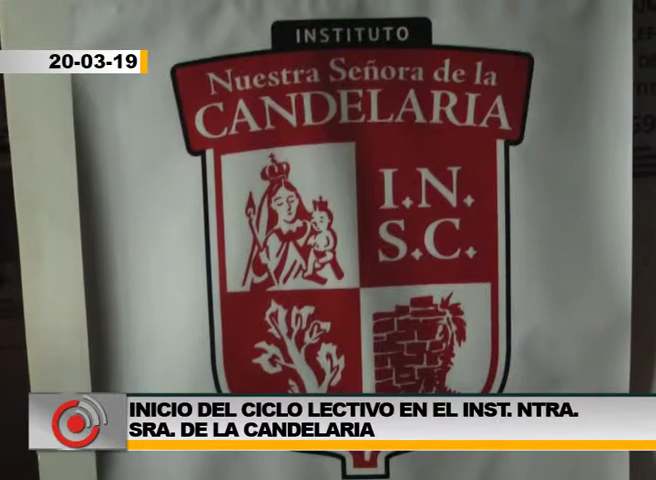 INSTITUTO
20-03-19
Nuestra Señora de la
CANDELARIA
I.N.
S.C.
INICIO DEL CICLO LECTIVO EN EL INST. NTRA.
SRA. DE LA CANDELARIA